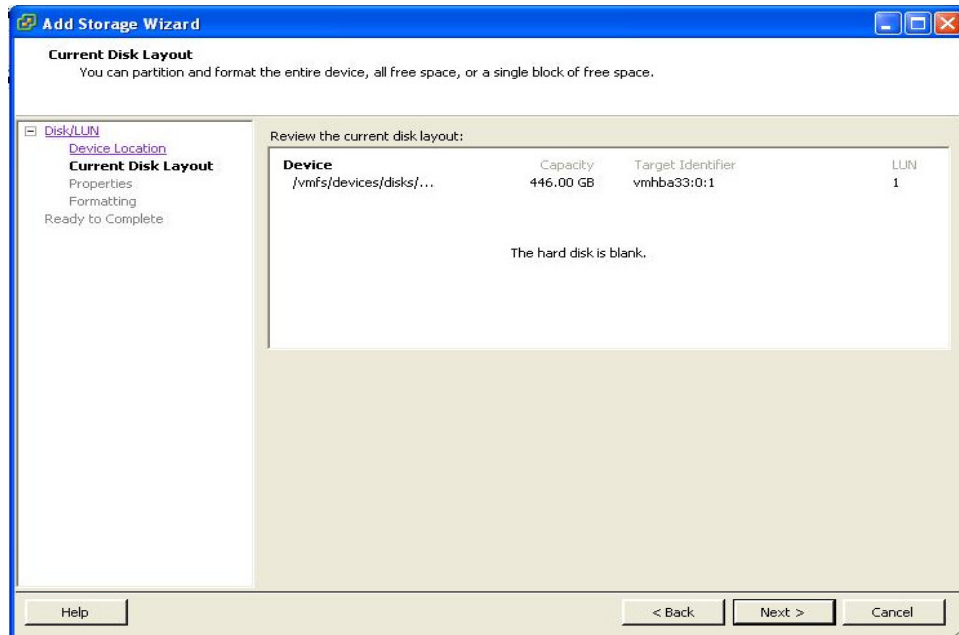 Add Storage Wizard
Current Disk Layout
You can partition and format the entire device, all free space, or a single block of free space.
Disk/LUN
Device Location
Current Disk Layout
Properties
Formatting
Ready to Complete
Review the current disk layout:
Device Capacity Target Identifier LUN
/vmfs/devices/disks/... 446.00 GB vmhba33:0:1 1
The hard disk is blank.
Help < Back Next > Cancel